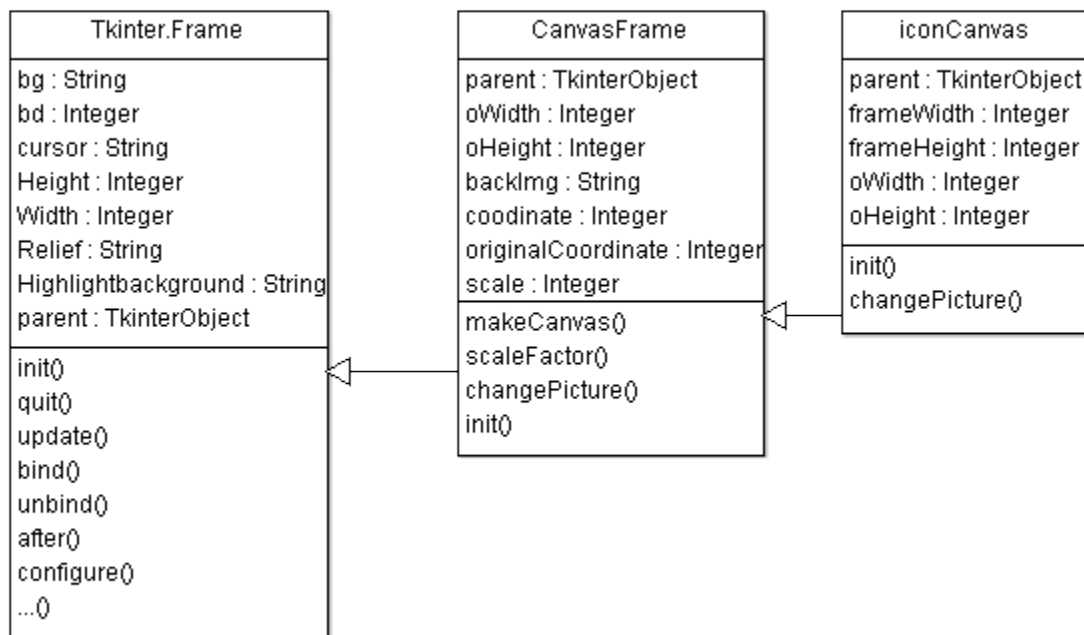 Tkinter.Frame
bg : String
bd : Integer
cursor : String
Height : Integer
Width : Integer
Relief : String
Highlightbackground : String
parent : TkinterObject
init()
quit()
update()
bind()
unbind()
after()
configure()
...()
CanvasFrame
parent : TkinterObject
oWidth : Integer
oHeight : Integer
backImg : String
coodinate : Integer
originalCoordinate : Integer
scale : Integer
makeCanvas()
scaleFactor()
changePicture()
init()
iconCanvas
parent : TkinterObject
frameWidth : Integer
frameHeight : Integer
oWidth : Integer
oHeight : Integer
init()
changePicture()